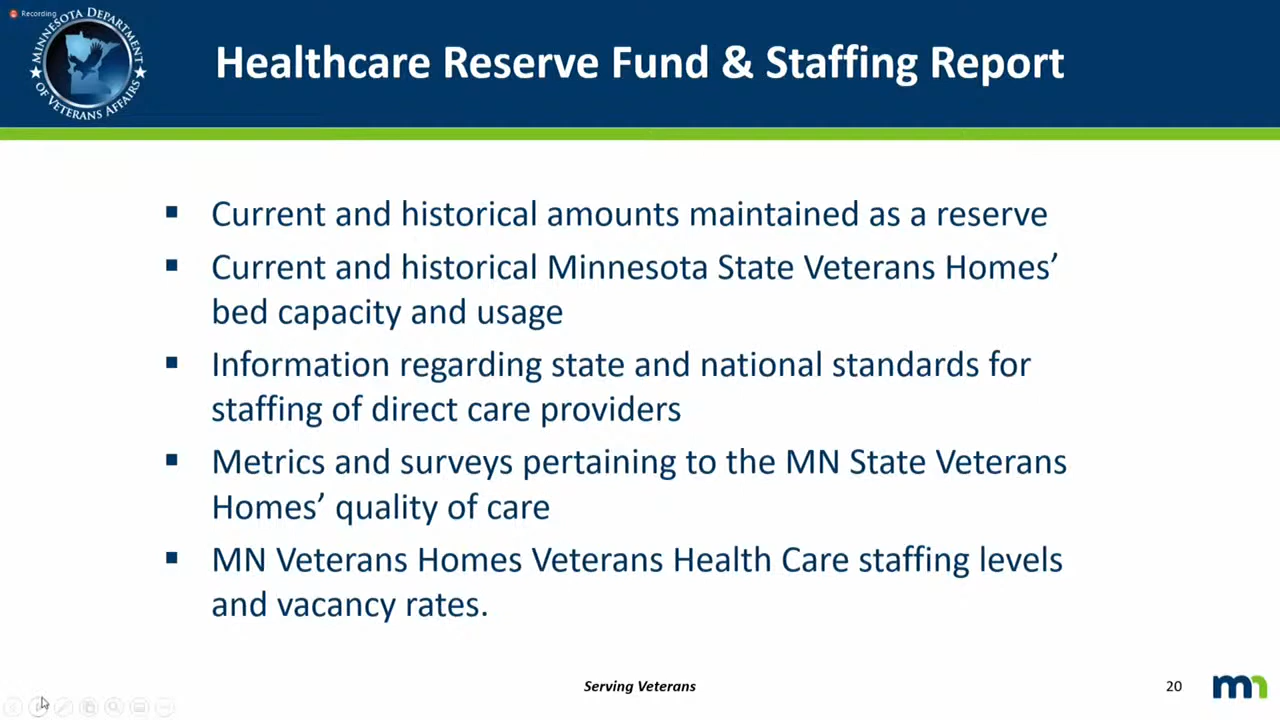 Recording
MINNESOTA DEPARTMENT
OF VETERANS AFFAIRS
Healthcare Reserve Fund & Staffing Report
▪ Current and historical amounts maintained as a reserve
▪ Current and historical Minnesota State Veterans Homes’
bed capacity and usage
▪ Information regarding state and national standards for
staffing of direct care providers
▪ Metrics and surveys pertaining to the MN State Veterans
Homes’ quality of care
▪ MN Veterans Homes Veterans Health Care staffing levels
and vacancy rates.
Serving Veterans
20
mn